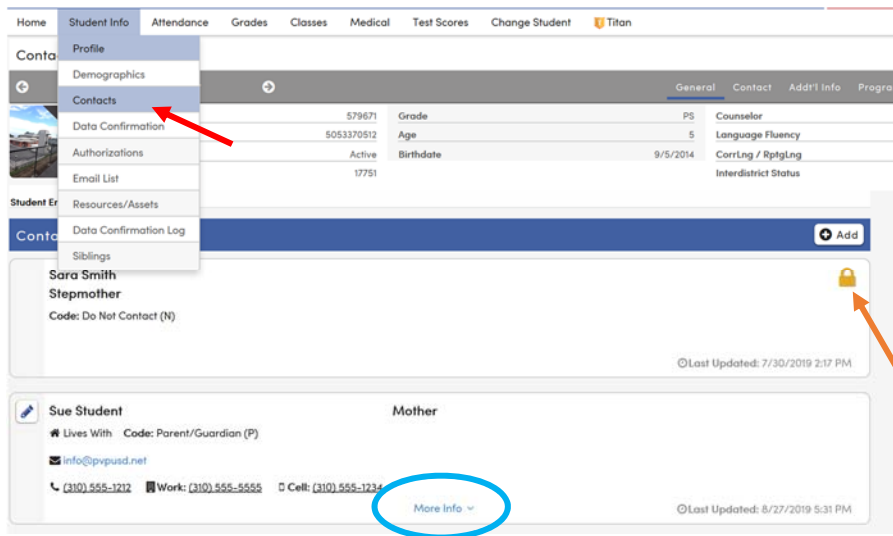 Home Student Info Attendance Grades Classes Medical Test Scores Change Student Titan
Profile
Demographics
Contacts
Data Confirmation
Authorizations
Email List
Resources/Assets
Data Confirmation Log
Siblings
General Contact Addt'l Info
579671 Grade PS Counselor
5053370512 Age 5 Language Fluency
Active Birthdate 9/5/2014 CorrLng / RptgLng
17751 Interdistrict Status
Student
Add
Sara Smith
Stepmother
Code: Do Not Contact (N)
Last Updated: 7/30/2019 2:17 PM
Sue Student Mother
Lives With Code: Parent/Guardian (P)
info@pvpusd.net
(310) 555-1212 Work: (310) 555-5555 Cell: (310) 555-1234
More Info
Last Updated: 8/27/2019 5:31 PM